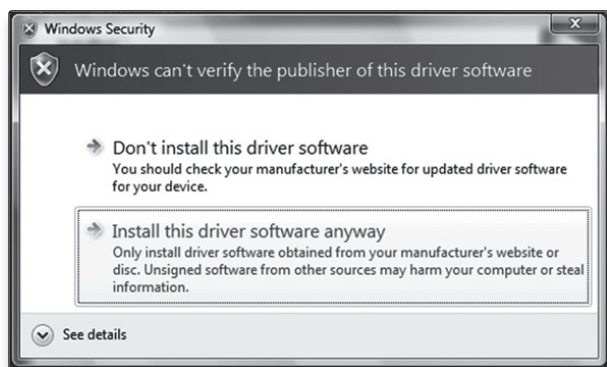 Windows Security
Windows can't verify the publisher of this driver software
Don't install this driver software
You should check your manufacturer's website for updated driver software
for your device.
Install this driver software anyway
Only install driver software obtained from your manufacturer's website or
disc. Unsigned software from other sources may harm your computer or steal
information.
See details